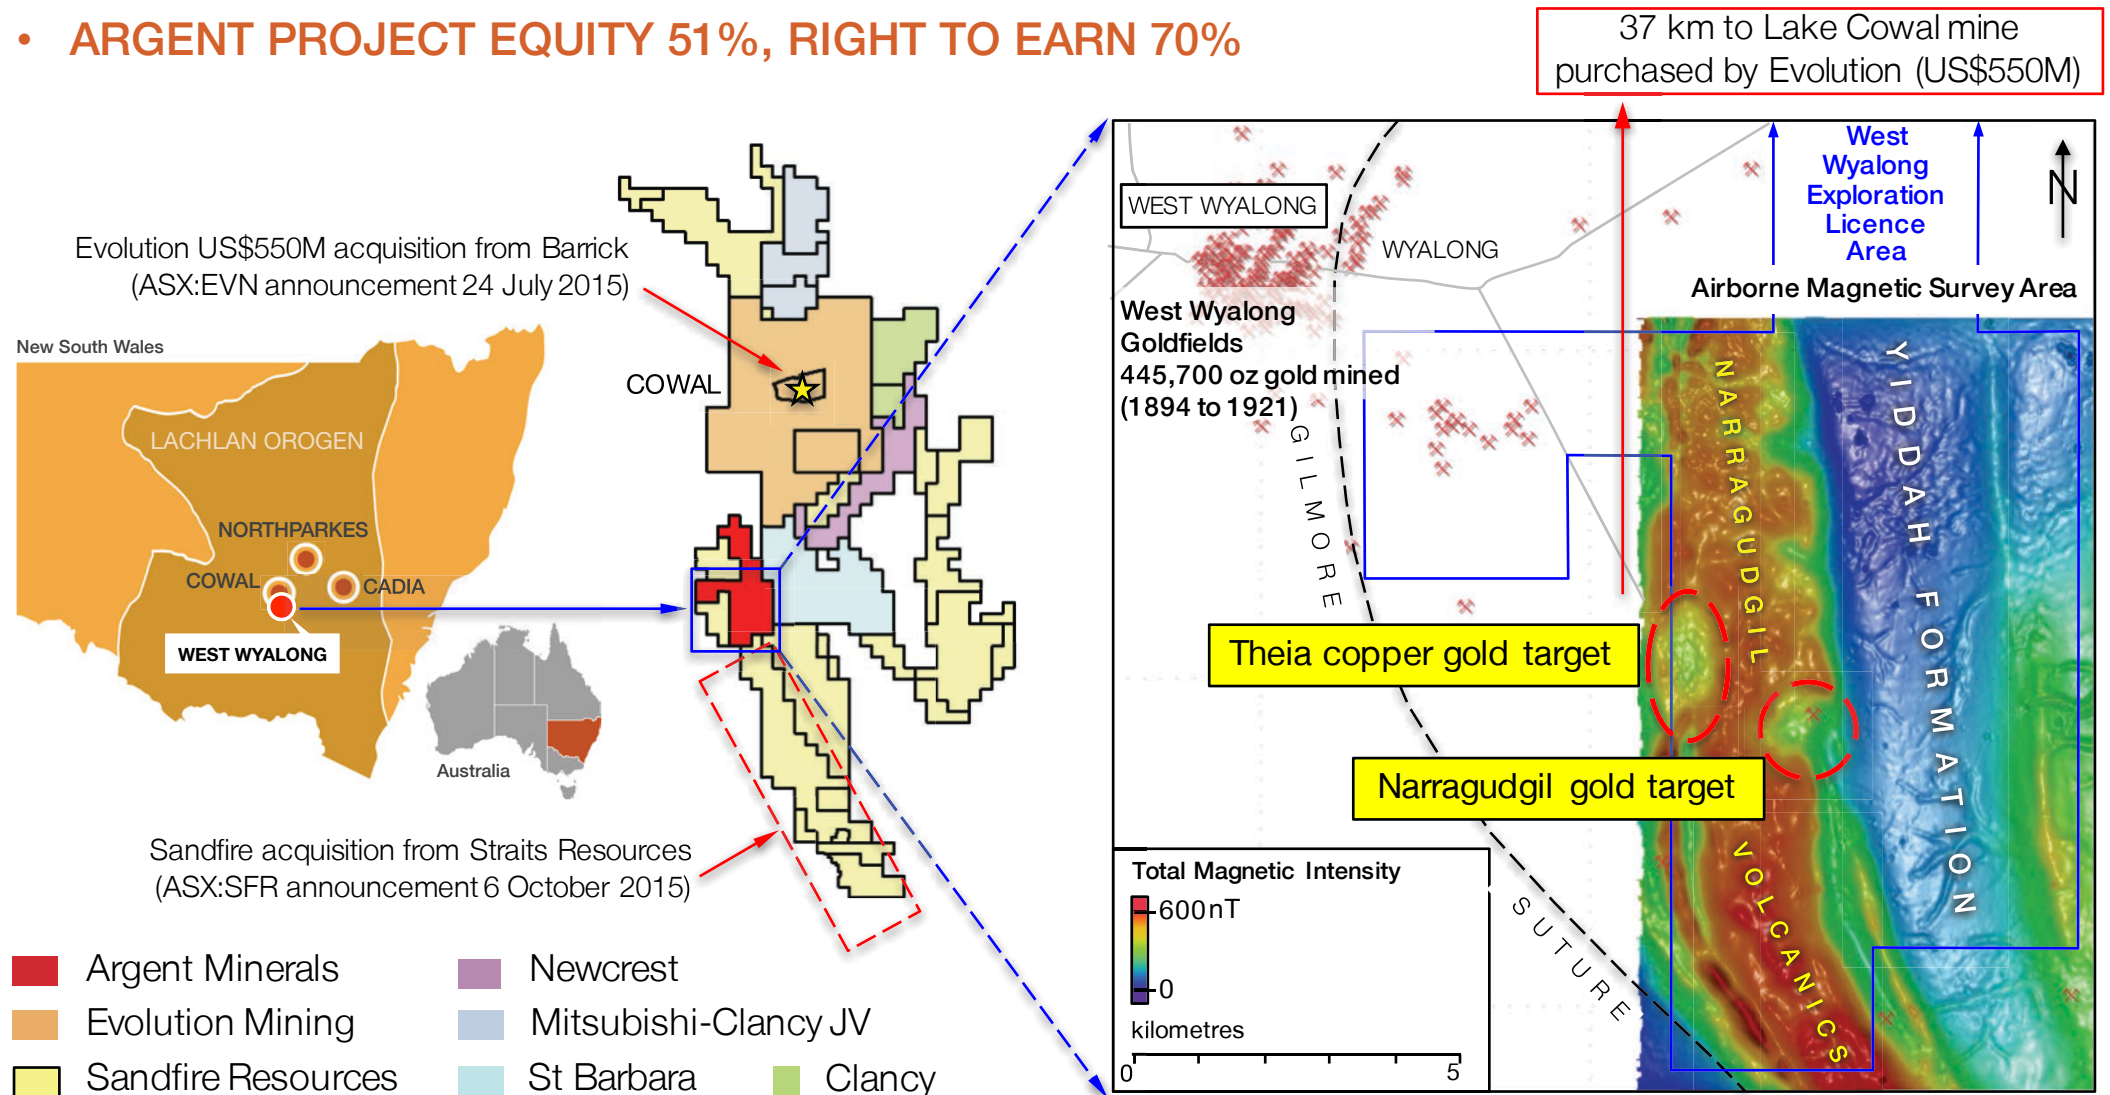 • ARGENT PROJECT EQUITY 51%, RIGHT TO EARN 70%
37 km to Lake Cowal mine
purchased by Evolution (US$550M)
Evolution US$550M acquisition from Barrick
(ASX:EVN announcement 24 July 2015)
COWAL
New South Wales
LACHLAN OROGEN
NORTHPARKES
COWAL
CADIA
WEST WYALONG
Australia
Sandfire acquisition from Straits Resources
(ASX:SFR announcement 6 October 2015)
Argent Minerals
Newcrest
Evolution Mining
Mitsubishi-Clancy JV
Sandfire Resources
St Barbara
Clancy
WEST WYALONG
WYALONG
West
Wyalong
Exploration
Licence
Area
N
Airborne Magnetic Survey Area
West Wyalong
Goldfields
445,700 oz gold mined
(1894 to 1921)
GILMORE
SUTURE
NARRAGUDGIL
VOLCANICS
YIDDAH FORMATION
Theia copper gold target
Narragudgil gold target
Total Magnetic Intensity
600nT
0
kilometres
0
5